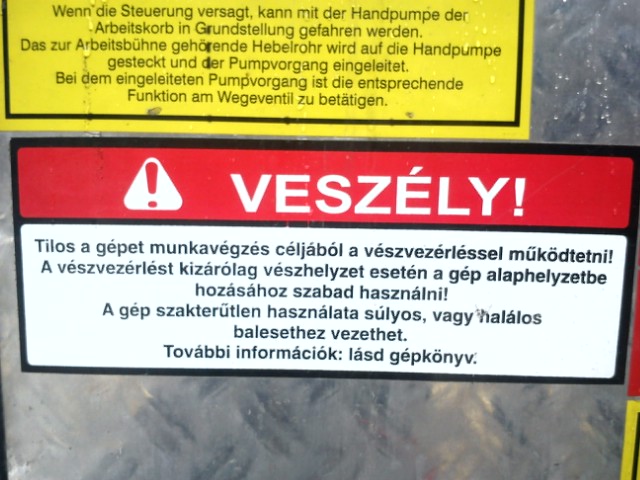 Wenn die Steuerung versagt, kann mit der Handpumpe der
Arbeitskorb in Grundstellung gefahren werden.
Das zur Arbeitsbühne gehörende Hebelrohr wird auf die Handpumpe
gesteckt und der Pumpvorgang eingeleitet.
Bei dem eingeleiteten Pumpvorgang ist die entsprechende
Funktion am Wegeventil zu betätigen.
VESZÉLY!
Tilos a gépet munkavégzés céljából a vészvezérléssel működtetni!
A vészvezérlést kizárólag vészhelyzet esetén a gép alaphelyzetbe
hozásához szabad használni!
A gép szakterűtlen használata súlyos, vagy halálos
balesethez vezethet.
További információk: lásd gépkönyv.